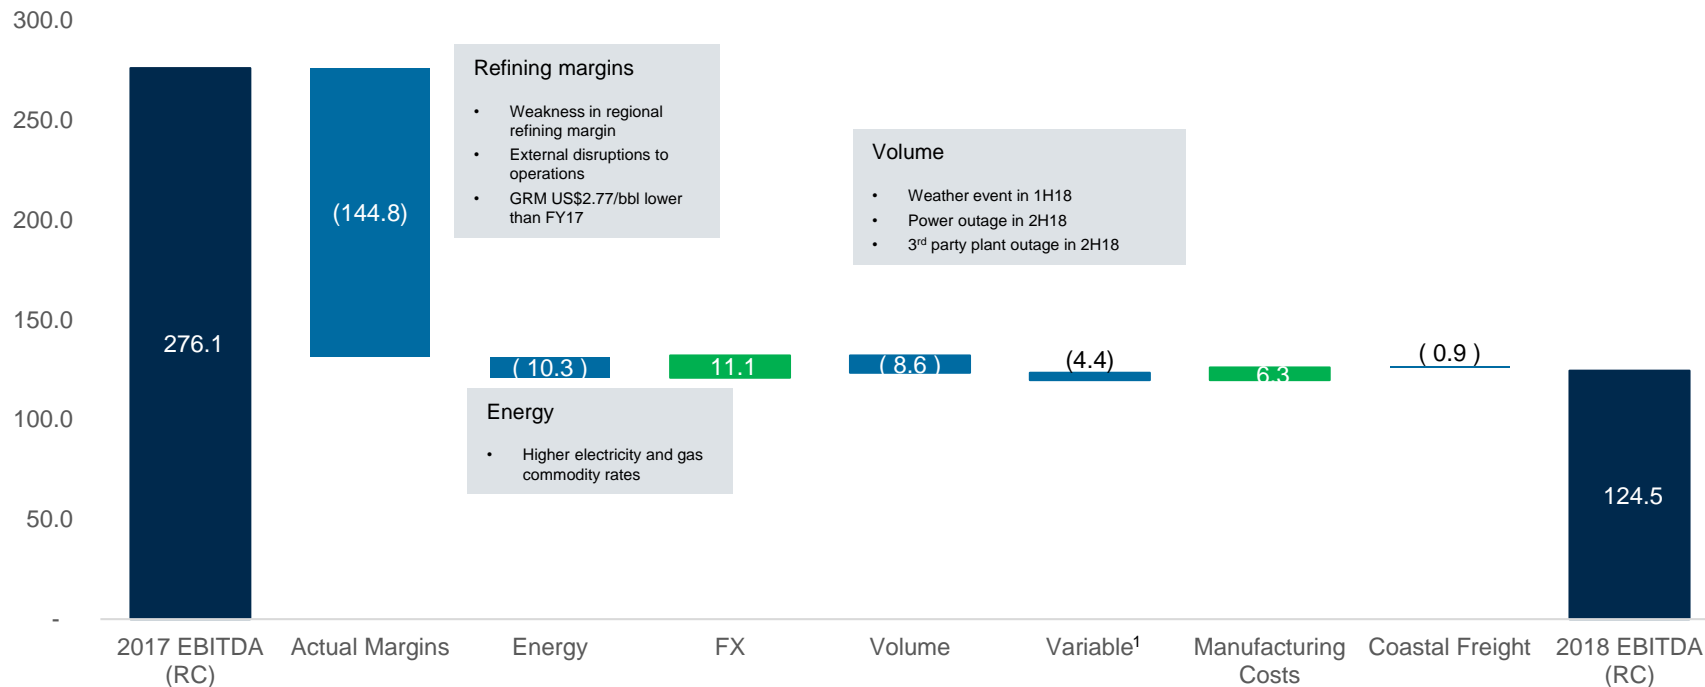 300.0
250.0
200.0
150.0
100.0
50.0
-
276.1
(144.8)
Refining margins
• Weakness in regional
refining margin
• External disruptions to
operations
• GRM US$2.77/bbl lower
than FY17
Volume
• Weather event in 1H18
• Power outage in 2H18
• 3rd party plant outage in 2H18
( 10.3 )
11.1
( 8.6 )
(4.4)
6.3
( 0.9 )
124.5
Energy
• Higher electricity and gas
commodity rates
2017 EBITDA
(RC)
Actual Margins
Energy
FX
Volume
Variable¹
Manufacturing
Costs
Coastal Freight
2018 EBITDA
(RC)